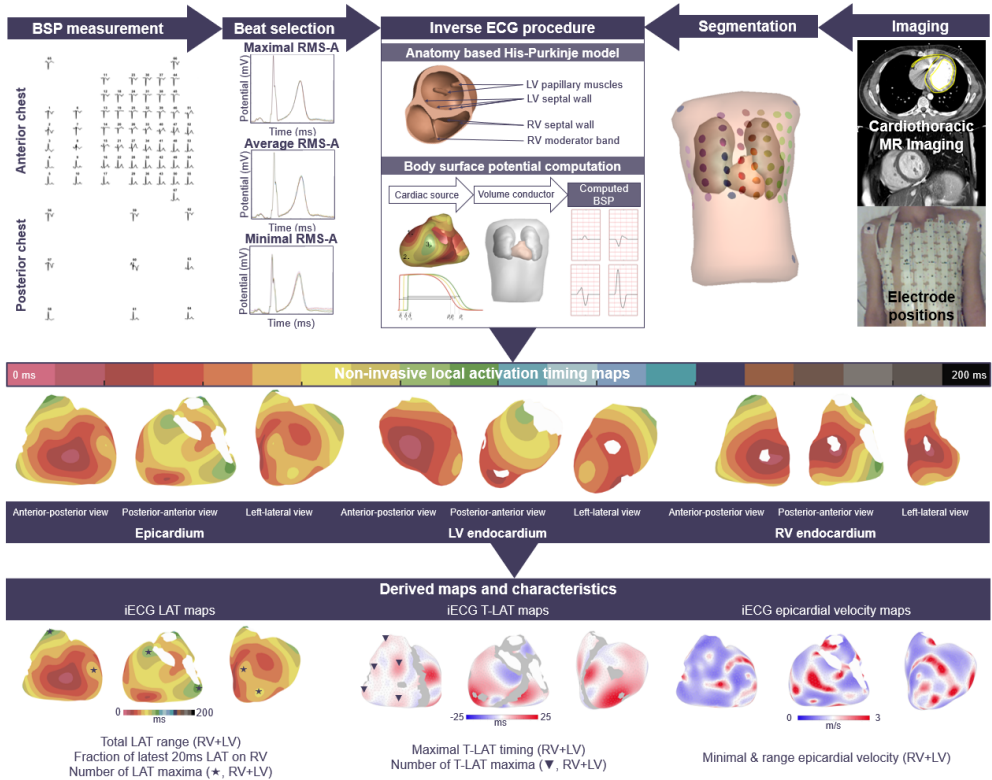 BSP measurement
Beat selection
Inverse ECG procedure
Segmentation
Imaging
Anterior chest
Posterior chest
Maximal RMS-A
Potential (mV)
Time (ms)
Average RMS-A
Potential (mV)
Time (ms)
Minimal RMS-A
Potential (mV)
Time (ms)
Anatomy based His-Purkinje model
LV papillary muscles
LV septal wall
RV septal wall
RV moderator band
Body surface potential computation
Cardiac source
Volume conductor
Computed
BSP
Cardiothoracic
MR Imaging
Electrode
positions
0 ms
Non-invasive local activation timing maps
200 ms
Anterior-posterior view
Posterior-anterior view
Left-lateral view
Anterior-posterior view
Posterior-anterior view
Left-lateral view
Anterior-posterior view
Posterior-anterior view
Left-lateral view
Epicardium
LV endocardium
RV endocardium
Derived maps and characteristics
iECG LAT maps
iECG T-LAT maps
iECG epicardial velocity maps
0
200
ms
-25
25
ms
0
3
m/s
Total LAT range (RV+LV)
Fraction of latest 20ms LAT on RV
Number of LAT maxima (★, RV+LV)
Maximal T-LAT timing (RV+LV)
Number of T-LAT maxima (▼, RV+LV)
Minimal & range epicardial velocity (RV+LV)